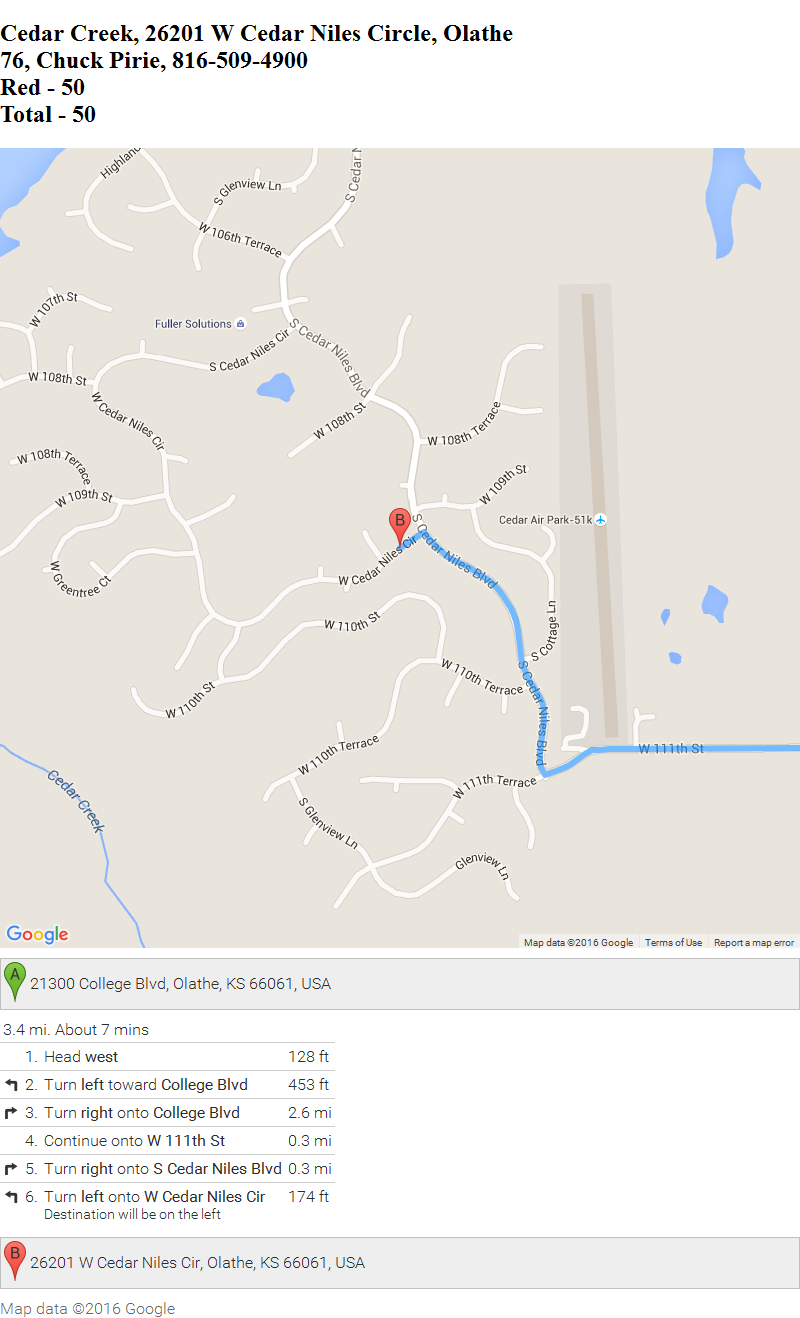 Cedar Creek, 26201 W Cedar Niles Circle, Olathe
76, Chuck Pirie, 816-509-4900
Red - 50
Total - 50
Highland
S Glenview Ln
S Cedar N
W 106th Terrace
W 107th St
Fuller Solutions
S Cedar Niles Cir
S Cedar Niles Blvd
W 108th St
W Cedar Niles Cir
W 108th St
W 108th Terrace
W 108th Terrace
W 109th St
W 109th St
Cedar Air Park-51k
B
S Cedar Niles Blvd
W Cedar Niles Cir
W Greentree Ct
W 110th St
S Cottage Ln
W 110th Terrace
W 110th St
S Cedar Niles Blvd
W 110th Terrace
W 111th St
W 111th Terrace
Cedar Creek
S Glenview Ln
Glenview Ln
Google
Map data ©2016 Google Terms of Use Report a map error
A 21300 College Blvd, Olathe, KS 66061, USA
3.4 mi. About 7 mins
1. Head west 128 ft
2. Turn left toward College Blvd 453 ft
3. Turn right onto College Blvd 2.6 mi
4. Continue onto W 111th St 0.3 mi
5. Turn right onto S Cedar Niles Blvd 0.3 mi
6. Turn left onto W Cedar Niles Cir 174 ft
Destination will be on the left
B 26201 W Cedar Niles Cir, Olathe, KS 66061, USA
Map data ©2016 Google